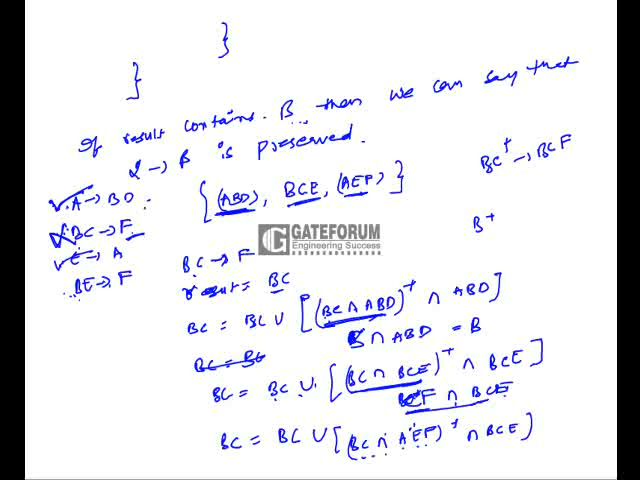 }
}
If result contains β, then we can say that
α → β is preserved.
A → BD
BC → F
E → A
BE → F
{(ABD), BCE, (AEF)}
BC⁺ → BCF
B⁺
GATEFORUM
Engineering Success
BC → F
result = BC
BC = BC ∪ [(BC ∩ ABD)⁺ ∩ ABD]
∩ ABD = B
BC = BC
BC = BC ∪ [(BC ∩ BCE)⁺ ∩ BCE]
BCF ∩ BCE
BC = BC ∪ [(BC ∩ AEF)⁺ ∩ BCE)